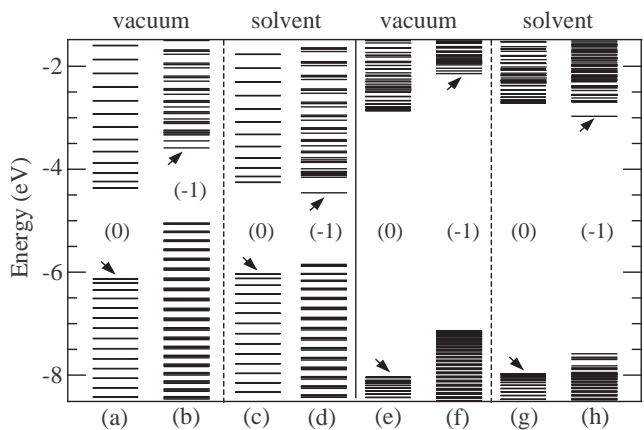 vacuum solvent vacuum solvent
-2
-4
(-1)
(0) (0) (-1) (0) (-1) (0) (-1)
Energy (eV)
-6
-8
(a) (b) (c) (d) (e) (f) (g) (h)